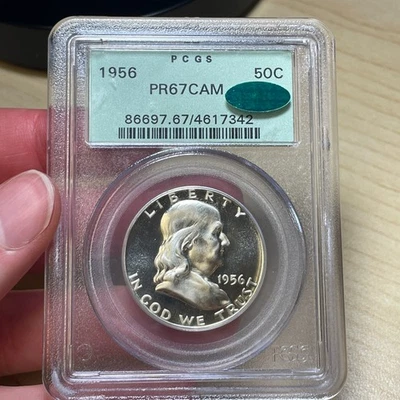 PCGS
1956 50C
PR67CAM
86697.67/4617342
LIBERTY
1956
IN GOD WE TRUST